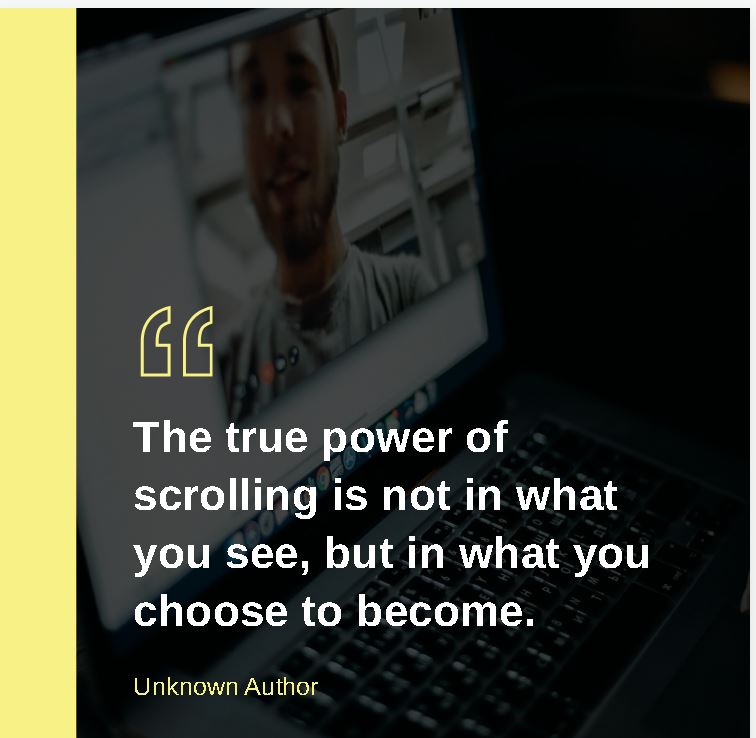 “
The true power of
scrolling is not in what
you see, but in what you
choose to become.
Unknown Author